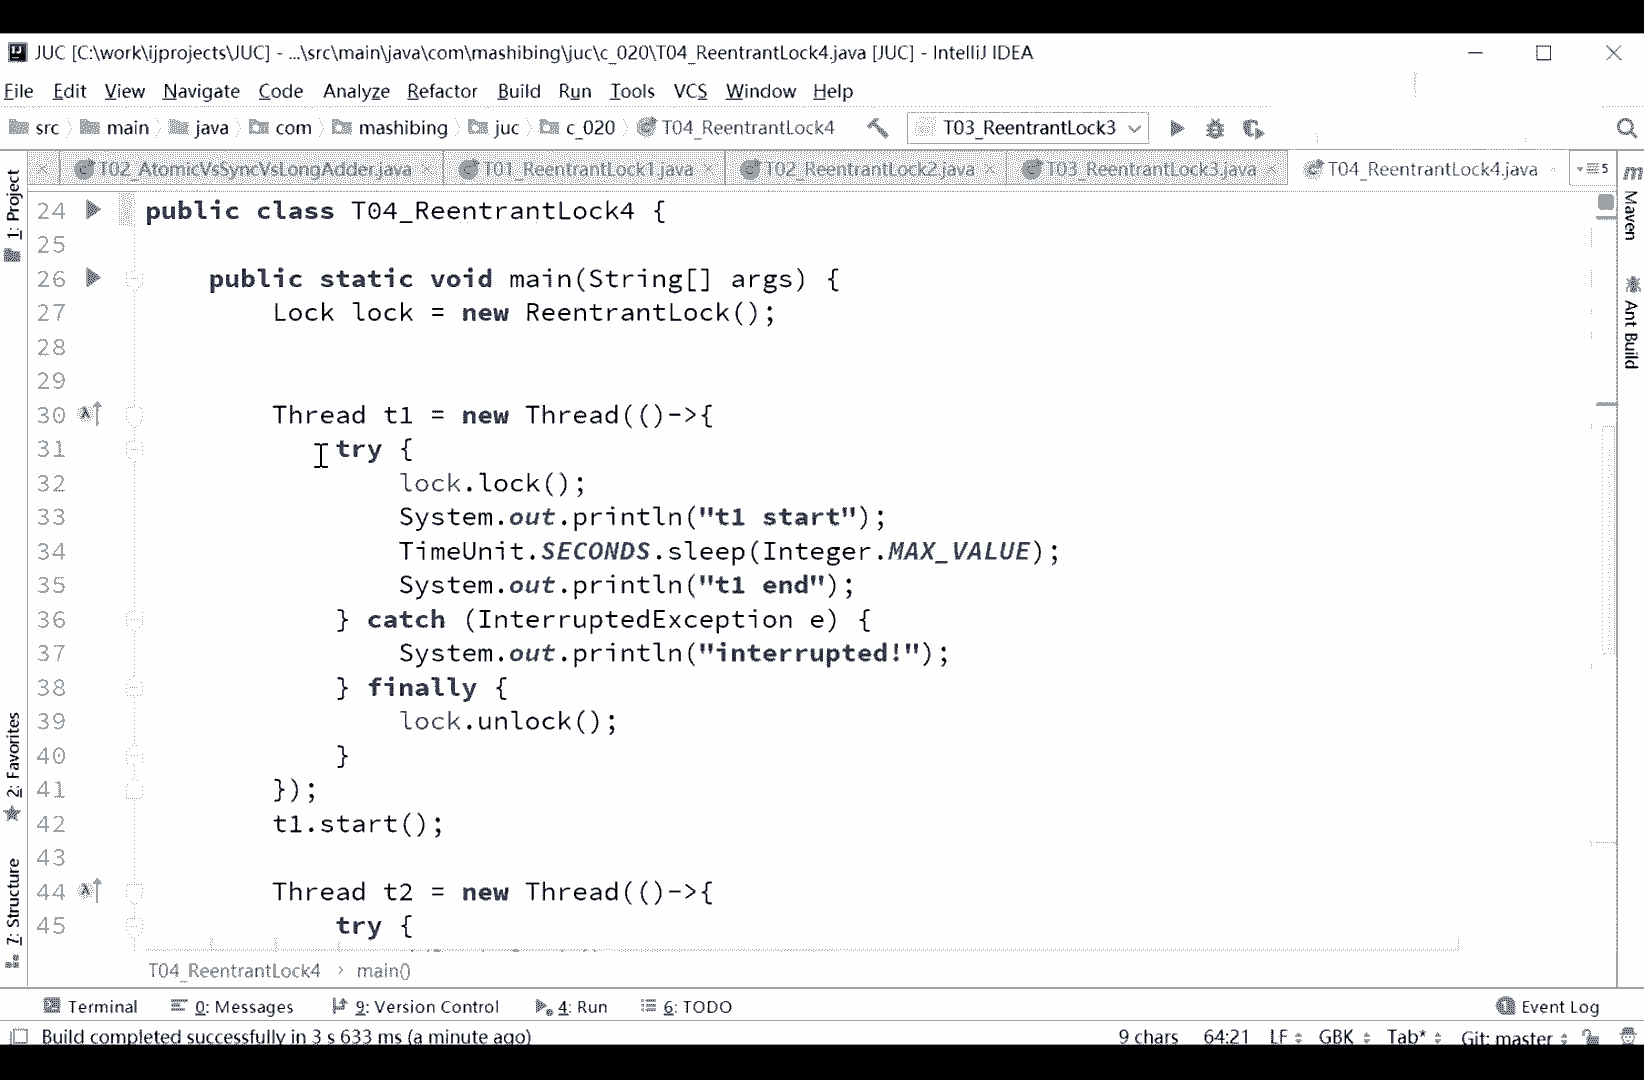 JUC [C:\work\ijprojects\JUC] - ...\src\main\java\com\mashibing\juc\c_020\T04_ReentrantLock4.java [JUC] - IntelliJ IDEA
File Edit View Navigate Code Analyze Refactor Build Run Tools VCS Window Help
src main java com mashibing juc c_020 T04_ReentrantLock4 T03_ReentrantLock3
T02_AtomicVsSyncVsLongAdder.java T01_ReentrantLock1.java T02_ReentrantLock2.java T03_ReentrantLock3.java T04_ReentrantLock4.java 5
1: Project
2: Favorites
7: Structure
24 public class T04_ReentrantLock4 {
25
26 public static void main(String[] args) {
27 Lock lock = new ReentrantLock();
28
29
30 Thread t1 = new Thread(()->{
31 try {
32 lock.lock();
33 System.out.println("t1 start");
34 TimeUnit.SECONDS.sleep(Integer.MAX_VALUE);
35 System.out.println("t1 end");
36 } catch (InterruptedException e) {
37 System.out.println("interrupted!");
38 } finally {
39 lock.unlock();
40 }
41 });
42 t1.start();
43
44 Thread t2 = new Thread(()->{
45 try {
m Maven
Ant Build
T04_ReentrantLock4 › main()
Terminal 0: Messages 9: Version Control 4: Run 6: TODO 1 Event Log
Build completed successfully in 3 s 633 ms (a minute ago) 9 chars 64:21 LF GBK Tab* Git: master